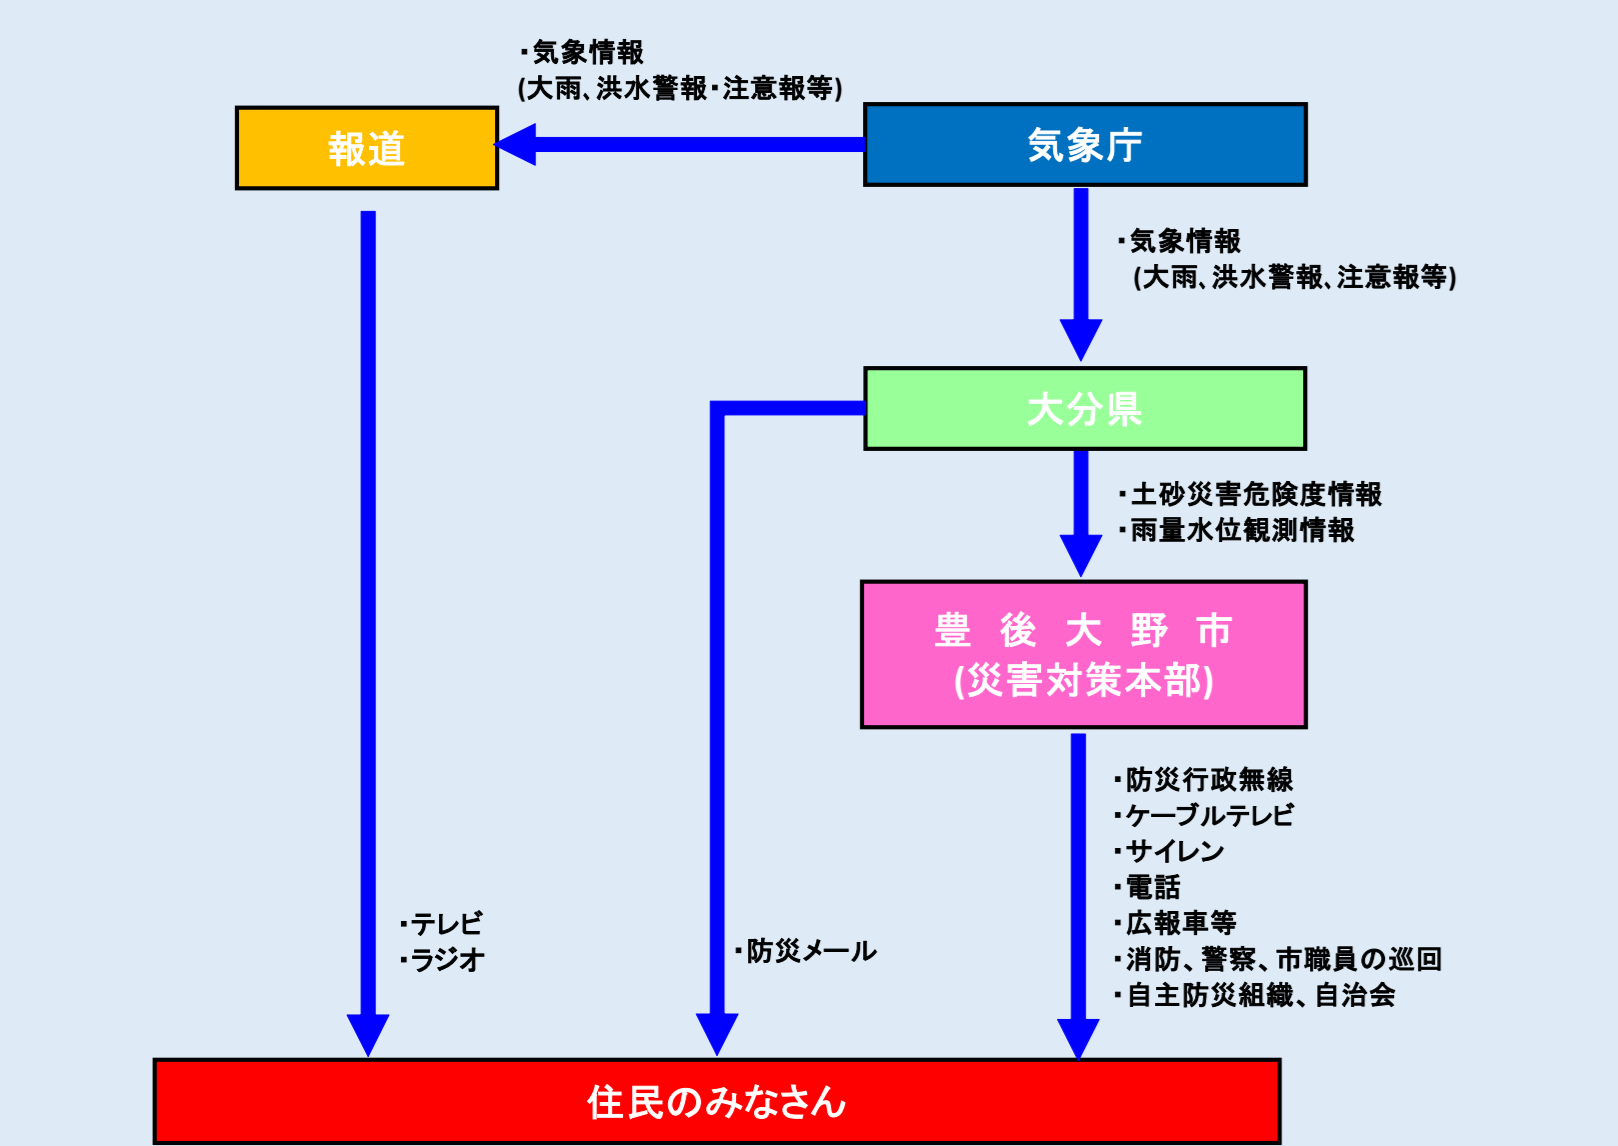 ・気象情報
(大雨、洪水警報・注意報等)
報道
気象庁
・気象情報
(大雨、洪水警報、注意報等)
大分県
・土砂災害危険度情報
・雨量水位観測情報
豊 後 大 野 市
(災害対策本部)
・防災行政無線
・ケーブルテレビ
・サイレン
・電話
・広報車等
・消防、警察、市職員の巡回
・自主防災組織、自治会
・テレビ
・ラジオ
・防災メール
住民のみなさん